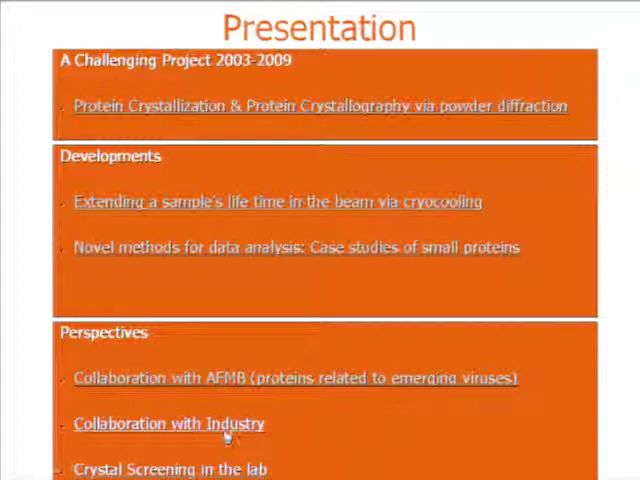 Presentation
A Challenging Project 2003-2009
. Protein Crystallization & Protein Crystallography via powder diffraction
Developments
. Extending a sample's life time in the beam via cryocooling
. Novel methods for data analysis: Case studies of small proteins
Perspectives
. Collaboration with AFMB (proteins related to emerging viruses)
. Collaboration with Industry
. Crystal Screening in the lab